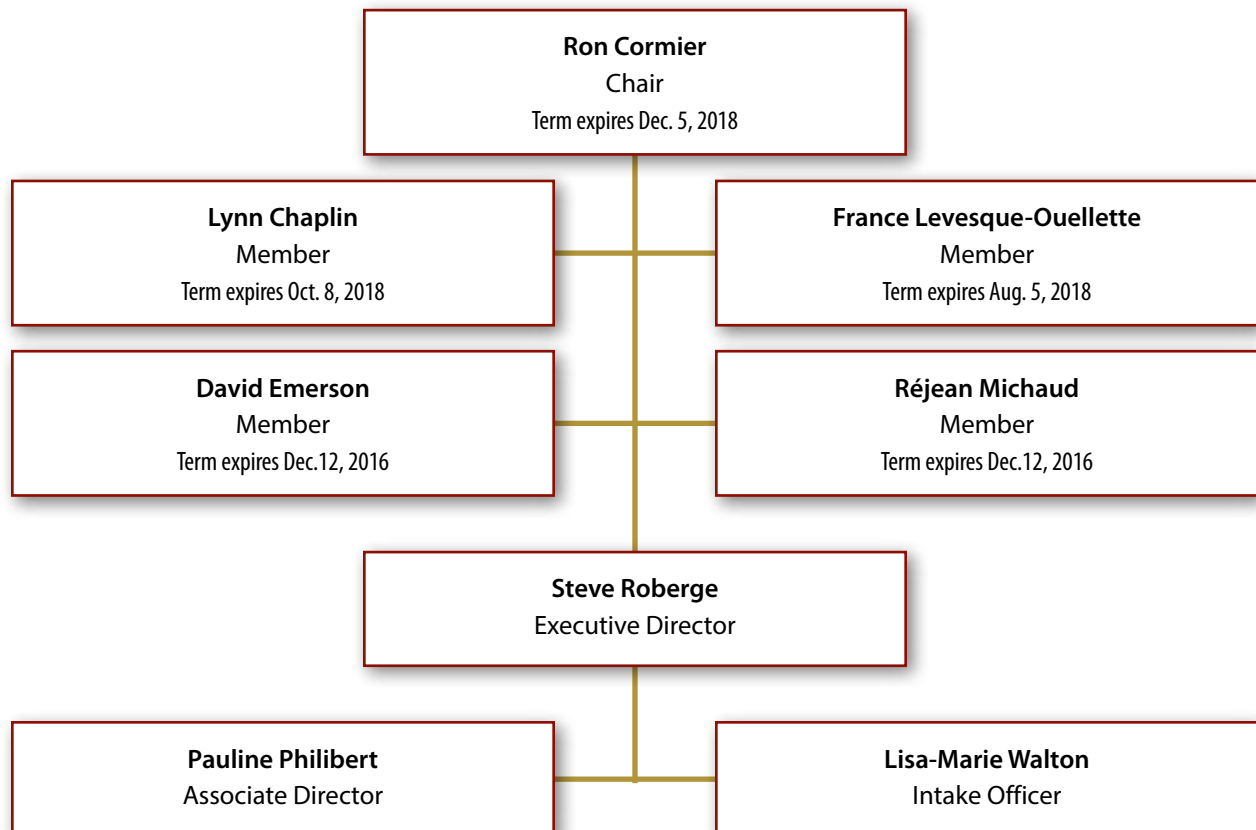 Ron Cormier
Chair
Term expires Dec. 5, 2018
Lynn Chaplin
Member
Term expires Oct. 8, 2018
France Levesque-Ouellette
Member
Term expires Aug. 5, 2018
David Emerson
Member
Term expires Dec.12, 2016
Réjean Michaud
Member
Term expires Dec.12, 2016
Steve Roberge
Executive Director
Pauline Philibert
Associate Director
Lisa-Marie Walton
Intake Officer